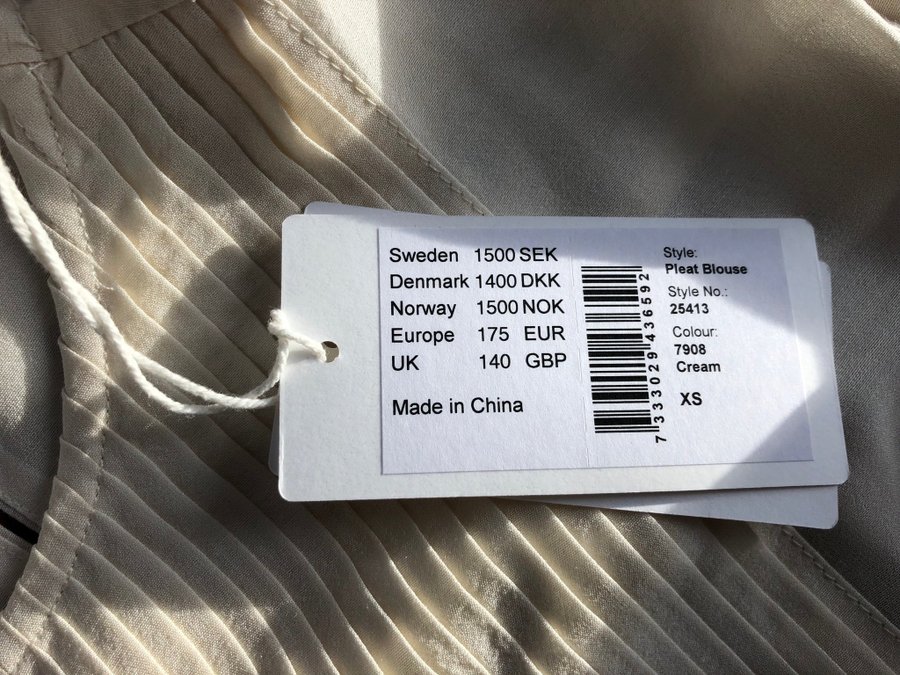 Sweden 1500 SEK
Denmark 1400 DKK
Norway 1500 NOK
Europe 175 EUR
UK 140 GBP
Made in China
7333029436592
Style:
Pleat Blouse
Style No.:
25413
Colour:
7908
Cream
XS